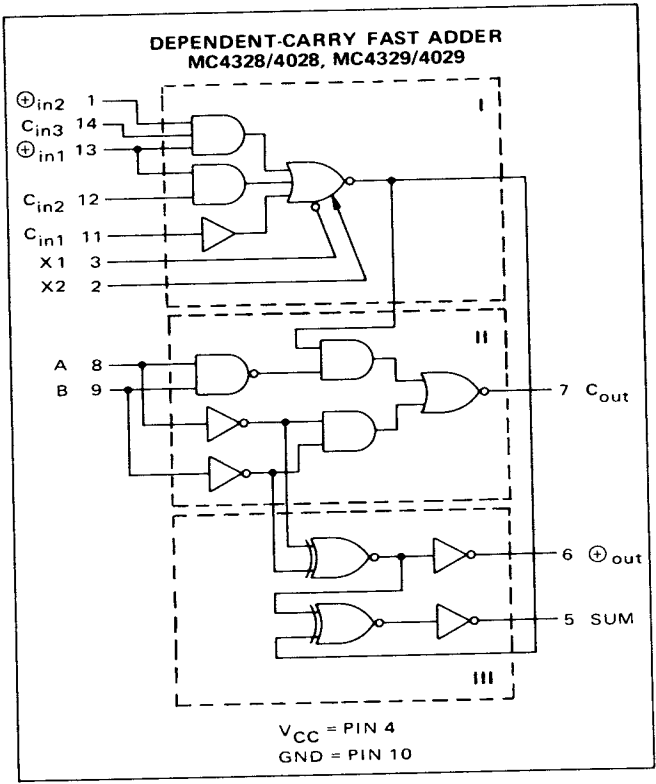 DEPENDENT-CARRY FAST ADDER
MC4328/4028, MC4329/4029
I
⊕in2 1
Cin3 14
⊕in1 13
Cin2 12
Cin1 11
X1 3
X2 2
II
A 8
B 9
7 Cout
6 ⊕out
5 SUM
III
VCC = PIN 4
GND = PIN 10